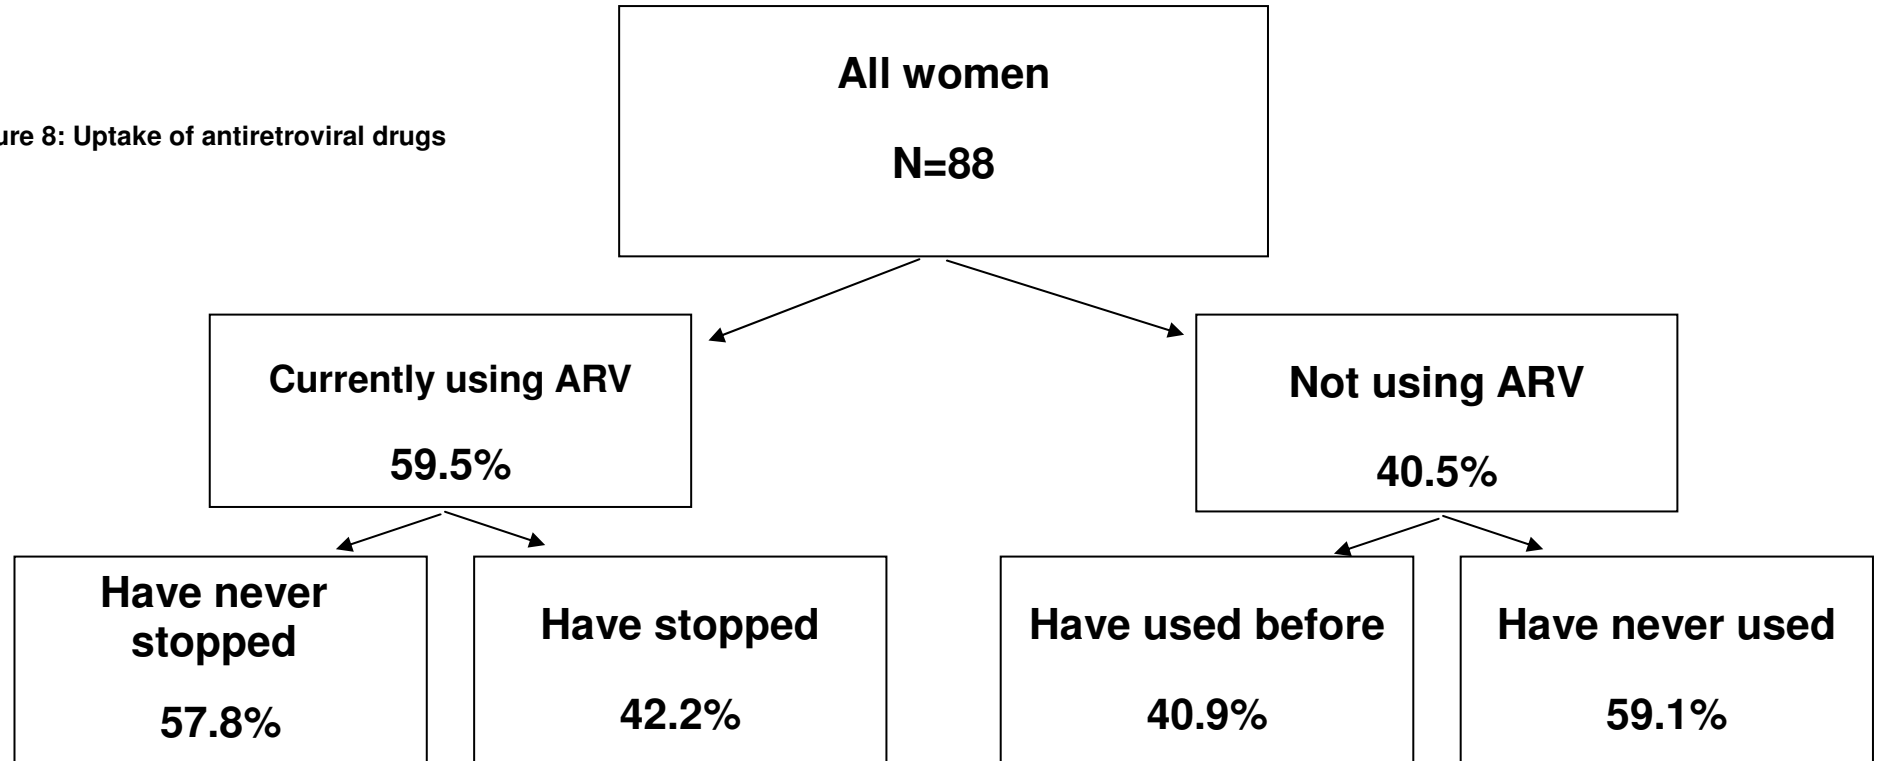 All women
N=88
ure 8: Uptake of antiretroviral drugs
Currently using ARV
59.5%
Not using ARV
40.5%
Have never
stopped
57.8%
Have stopped
42.2%
Have used before
40.9%
Have never used
59.1%